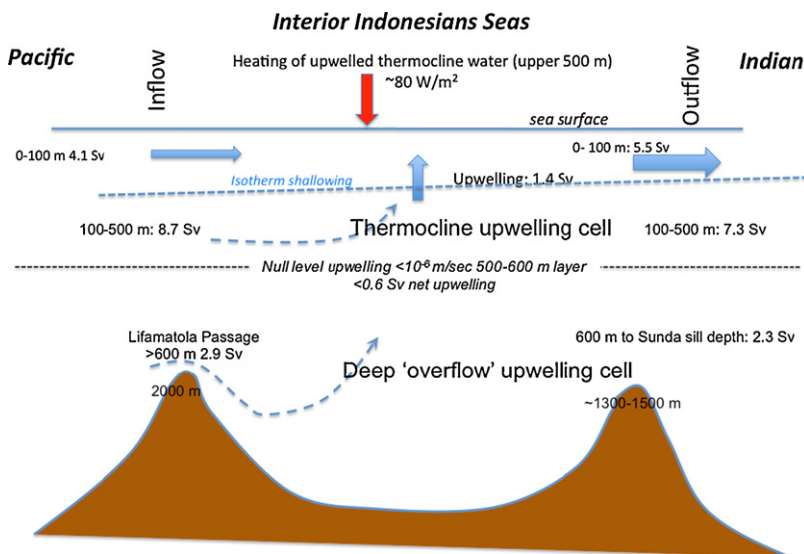 Interior Indonesians Seas
Pacific
Indian
Heating of upwelled thermocline water (upper 500 m)
~80 W/m²
Inflow
Outflow
sea surface
0-100 m 4.1 Sv
0- 100 m: 5.5 Sv
Isotherm shallowing
Upwelling: 1.4 Sv
100-500 m: 8.7 Sv
Thermocline upwelling cell
100-500 m: 7.3 Sv
Null level upwelling <10⁻⁶ m/sec 500-600 m layer
<0.6 Sv net upwelling
Lifamatola Passage
>600 m 2.9 Sv
600 m to Sunda sill depth: 2.3 Sv
Deep ‘overflow’ upwelling cell
2000 m
~1300-1500 m